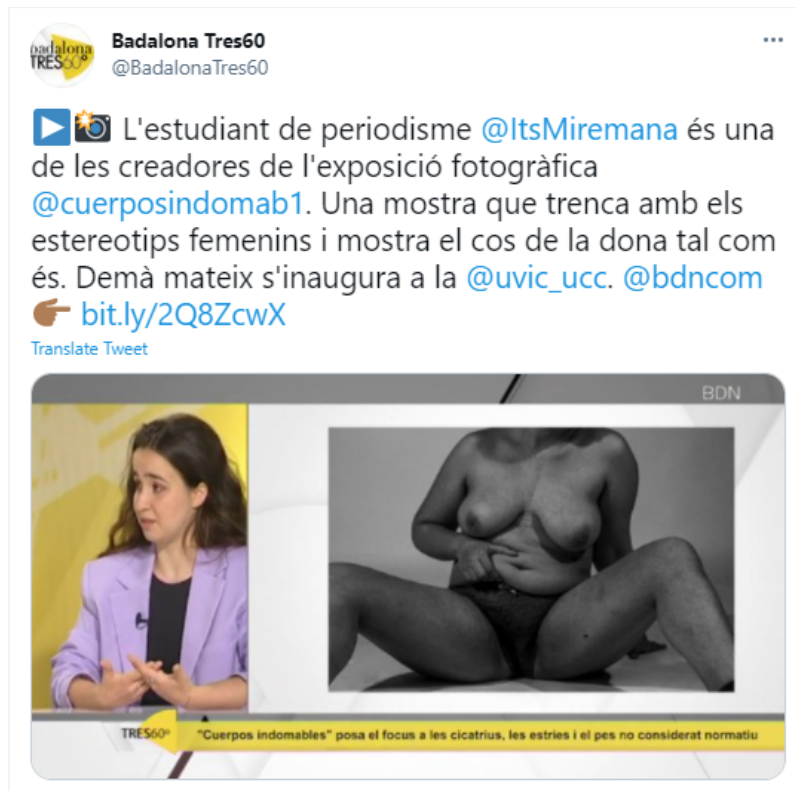 badalona
TRES60º
Badalona Tres60
@BadalonaTres60
L'estudiant de periodisme @ItsMiremana és una
de les creadores de l'exposició fotogràfica
@cuerposindomab1. Una mostra que trenca amb els
estereotips femenins i mostra el cos de la dona tal com
és. Demà mateix s'inaugura a la @uvic_ucc. @bdncom
bit.ly/2Q8ZcwX
Translate Tweet
BDN
TRES60º "Cuerpos indomables" posa el focus a les cicatrius, les estries i el pes no considerat normatiu